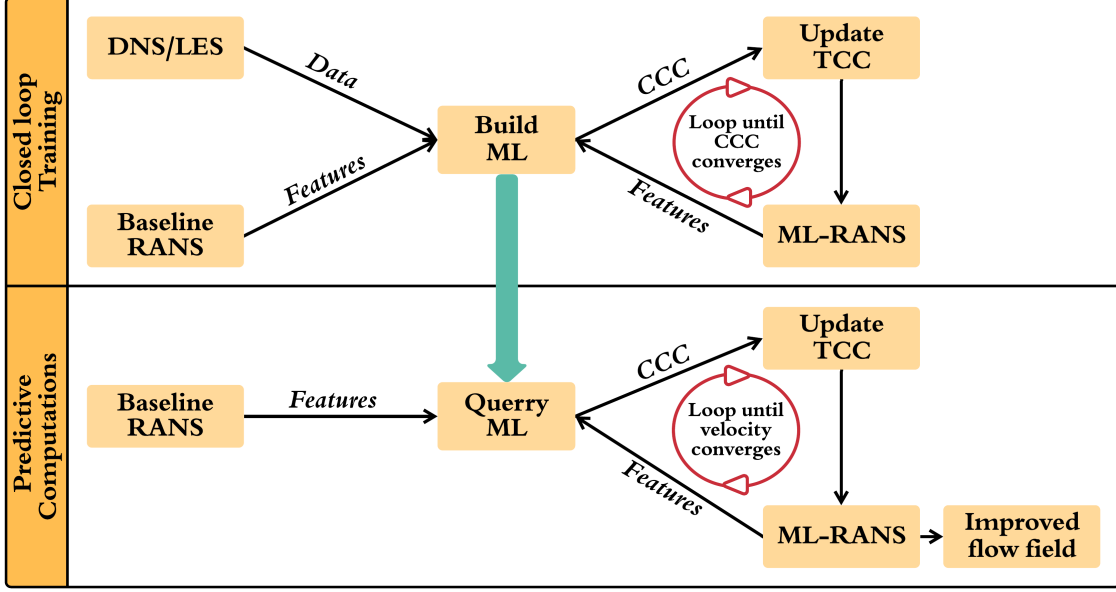 Closed loop
Training
DNS/LES
Data
Baseline
RANS
Features
Build
ML
CCC
Update
TCC
Loop until
CCC
converges
Features
ML-RANS
Predictive
Computations
Baseline
RANS
Features
Querry
ML
CCC
Update
TCC
Loop until
velocity
converges
Features
ML-RANS
Improved
flow field